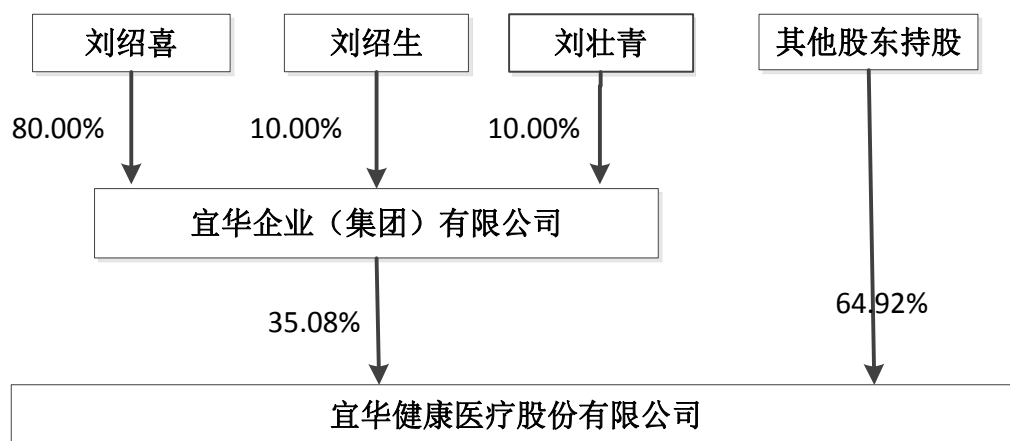 刘绍喜
刘绍生
刘壮青
其他股东持股
80.00%
10.00%
10.00%
宜华企业（集团）有限公司
35.08%
64.92%
宜华健康医疗股份有限公司